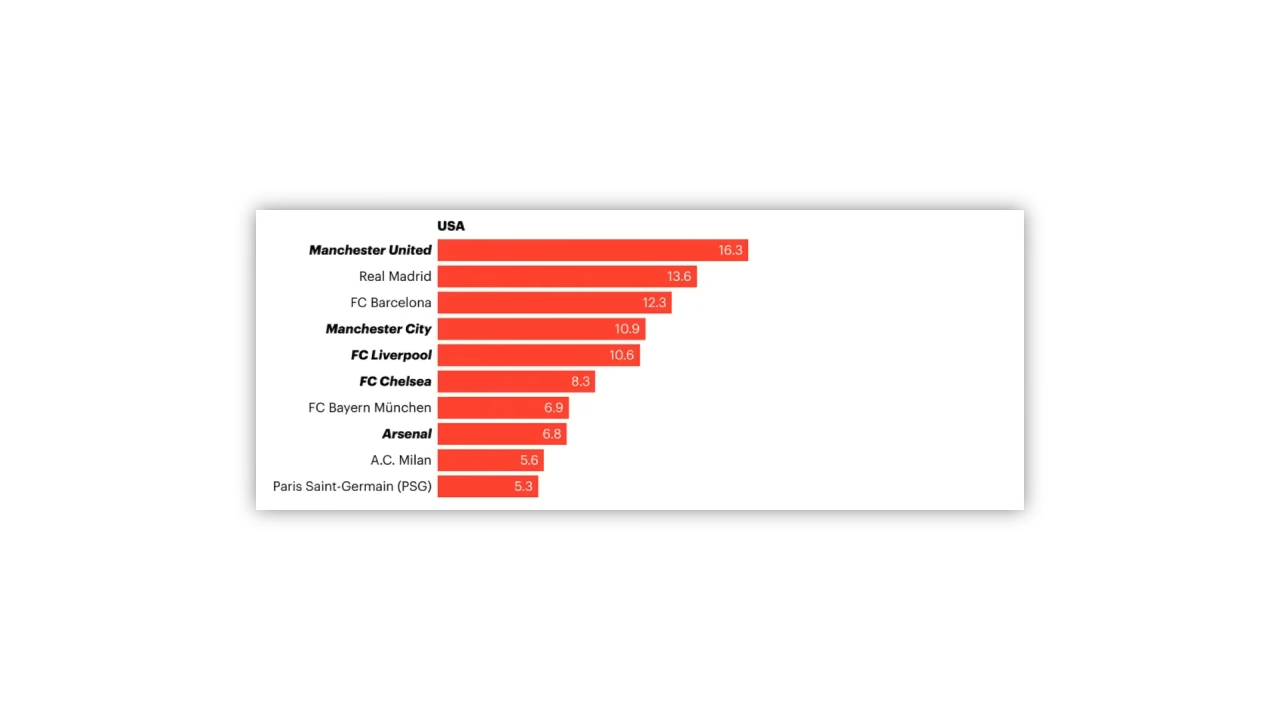 USA
Manchester United 16.3
Real Madrid 13.6
FC Barcelona 12.3
Manchester City 10.9
FC Liverpool 10.6
FC Chelsea 8.3
FC Bayern München 6.9
Arsenal 6.8
A.C. Milan 5.6
Paris Saint-Germain (PSG) 5.3